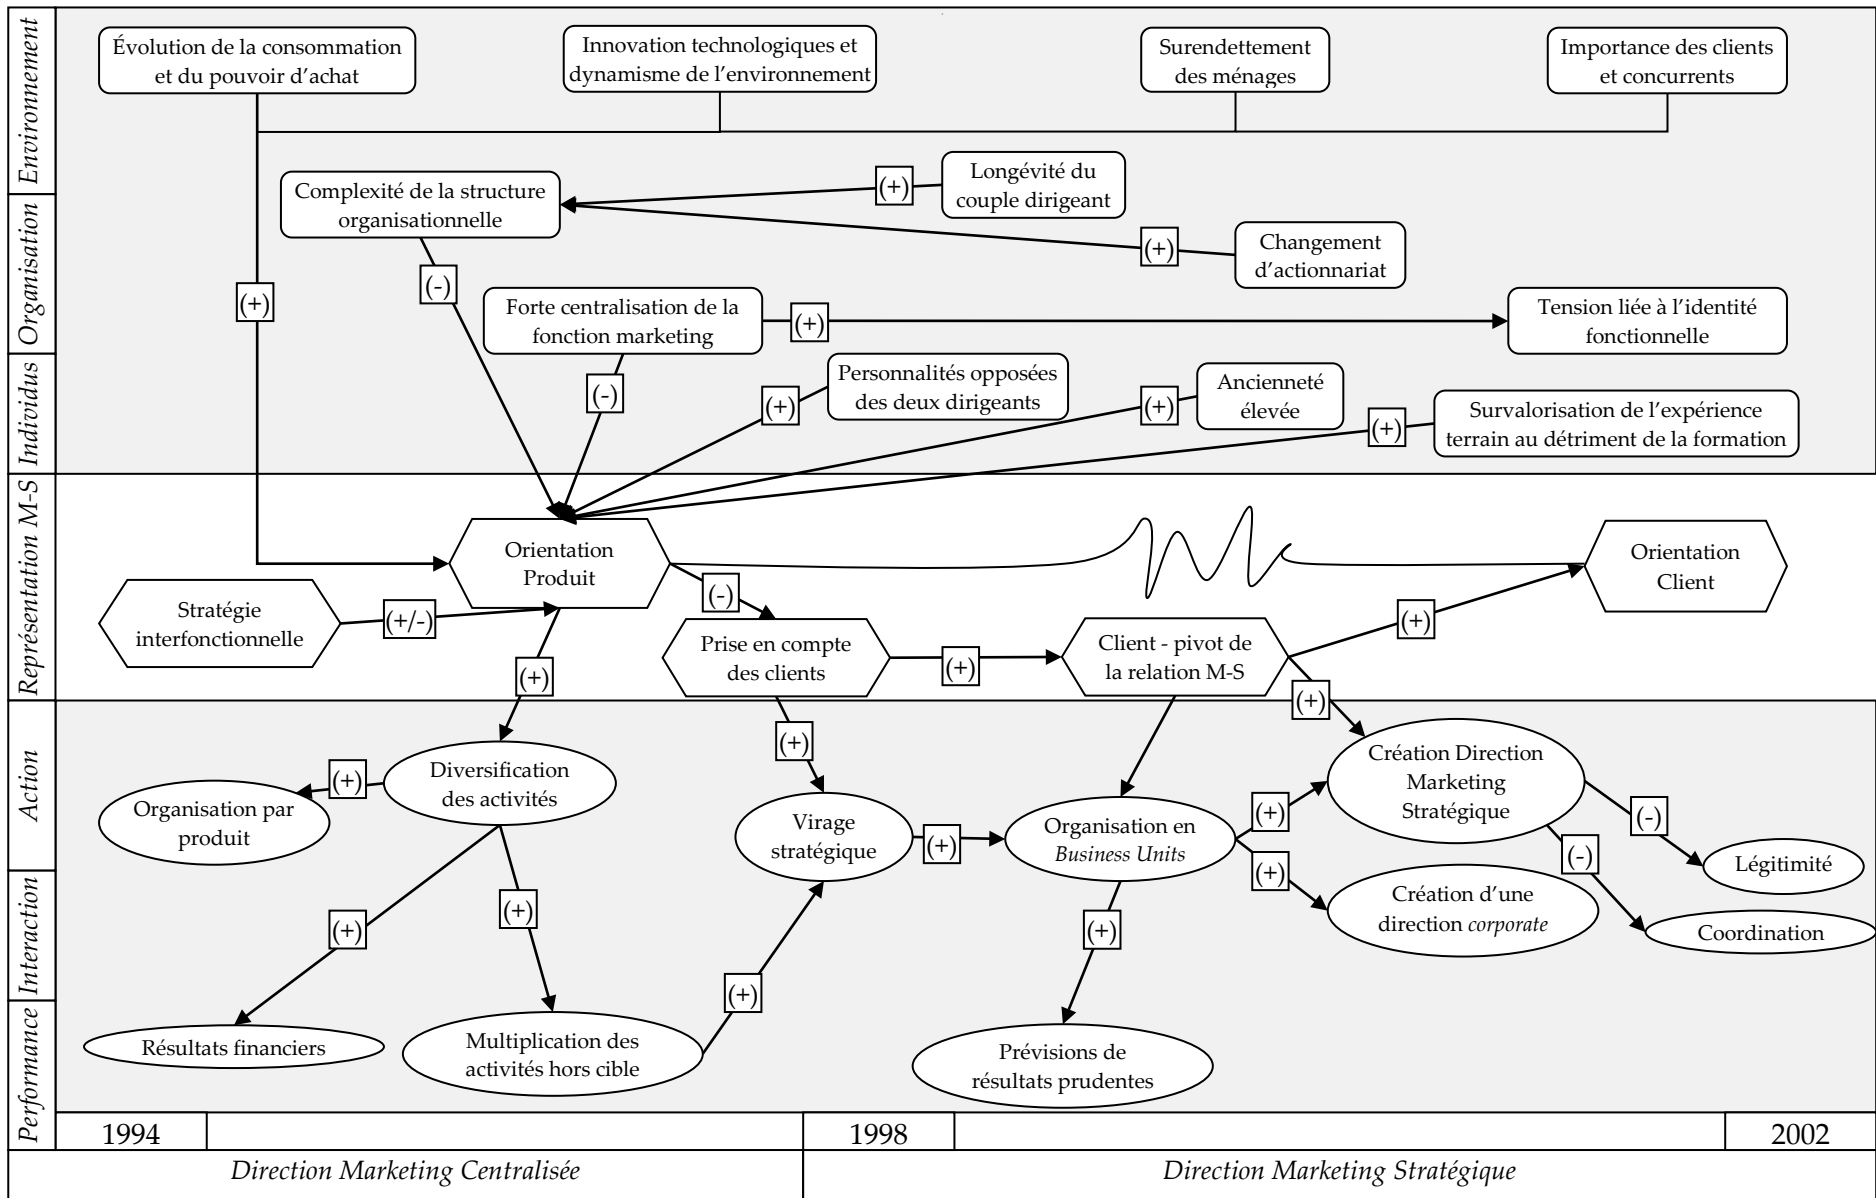 Environnement
Évolution de la consommation
et du pouvoir d'achat
Innovation technologiques et
dynamisme de l'environnement
Surendettement
des ménages
Importance des clients
et concurrents
Longévité du
couple dirigeant
(+)
Complexité de la structure
organisationnelle
Organisation
Changement
d'actionnariat
(+)
(-)
(+)
Forte centralisation de la
fonction marketing
(+)
Tension liée à l'identité
fonctionnelle
Individus
(-)
Personnalités opposées
des deux dirigeants
(+)
Ancienneté
élevée
(+)
Survalorisation de l'expérience
terrain au détriment de la formation
(+)
Représentation M-S
Orientation
Produit
Orientation
Client
Stratégie
interfonctionnelle
(+/-)
(-)
(+)
Prise en compte
des clients
(+)
Client - pivot de
la relation M-S
(+)
(+)
(+)
Action
(+)
Diversification
des activités
(+)
Organisation par
produit
Virage
stratégique
(+)
Organisation en
Business Units
(+)
(+)
Création Direction
Marketing
Stratégique
(-)
(-)
Légitimité
Interaction
(+)
(+)
(+)
(+)
Création d'une
direction corporate
Coordination
Performance
Résultats financiers
Multiplication des
activités hors cible
Prévisions de
résultats prudentes
1994
1998
2002
Direction Marketing Centralisée
Direction Marketing Stratégique